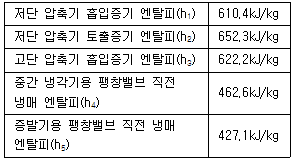 저단 압축기 흡입증기 엔탈피(h₁) 610.4kJ/kg
저단 압축기 토출증기 엔탈피(h₂) 652.3kJ/kg
고단 압축기 흡입증기 엔탈피(h₃) 622.2kJ/kg
중간 냉각기용 팽창밸브 직전
냉매 엔탈피(h₄) 462.6kJ/kg
증발기용 팽창밸브 직전 냉매
엔탈피(h₅) 427.1kJ/kg